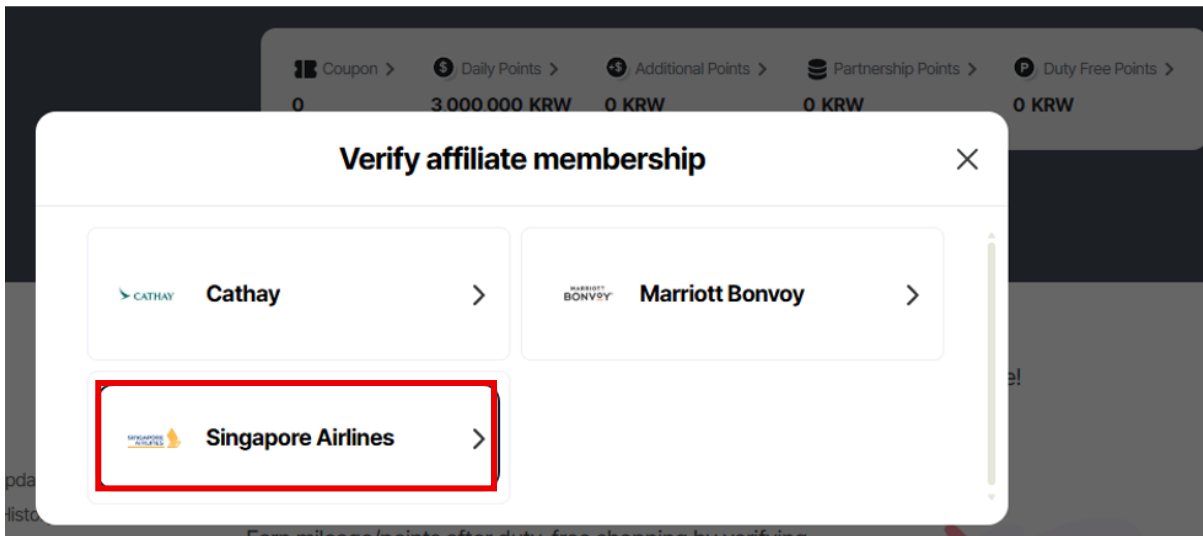 Coupon > Daily Points > Additional Points > Partnership Points > Duty Free Points >
0 3,000,000 KRW 0 KRW 0 KRW 0 KRW
Verify affiliate membership
CATHAY Cathay
MARRIOTT
BONVOY Marriott Bonvoy
e!
SINGAPORE
AIRLINES Singapore Airlines
pda
Histo
Earn mileage/points after duty-free shopping by verifying